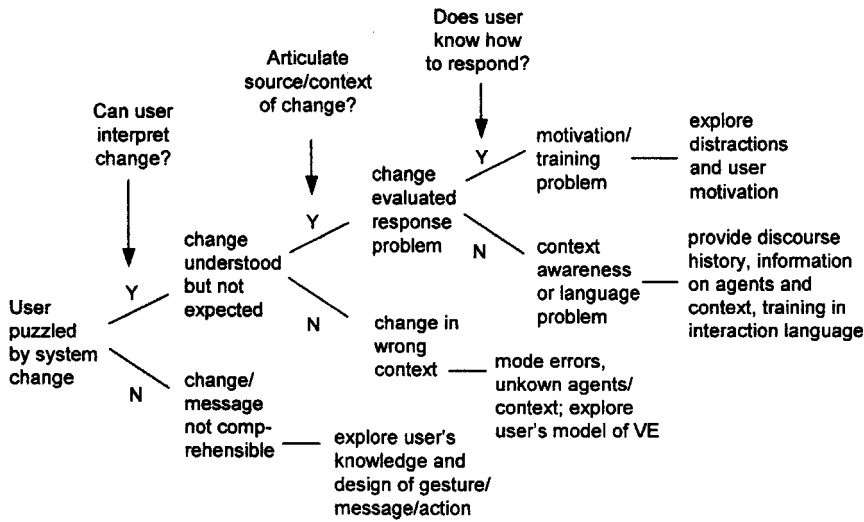 Does user
know how
to respond?
Articulate
source/context
of change?
Can user
interpret
change?
Y
motivation/
training
problem
explore
distractions
and user
motivation
change
evaluated
response
problem
Y
N
context
awareness
or language
problem
provide discourse
history, information
on agents and
context, training in
interaction language
change
understood
but not
expected
Y
N
change in
wrong
context
mode errors,
unkown agents/
context; explore
user's model of VE
User
puzzled
by system
change
N
change/
message
not comp-
rehensible
explore user's
knowledge and
design of gesture/
message/action